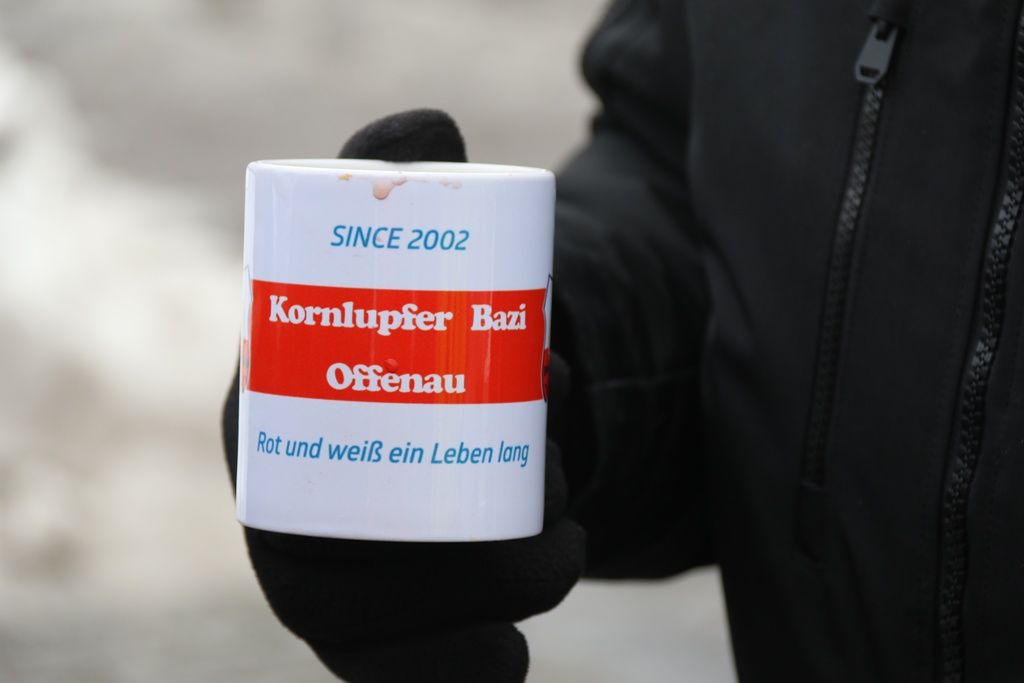 SINCE 2002
Kornlupfer Bazi
Offenau
Rot und weiß ein Leben lang